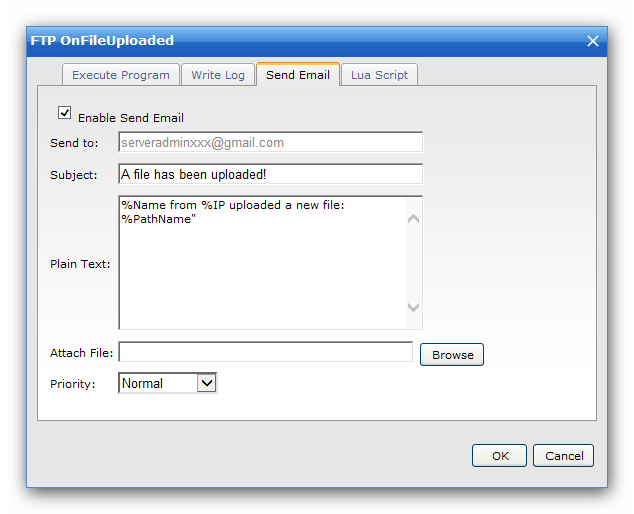 FTP OnFileUploaded
Execute Program Write Log Send Email Lua Script
Enable Send Email
Send to: serveradminxxx@gmail.com
Subject: A file has been uploaded!
Plain Text: %Name from %IP uploaded a new file:
%PathName"
Attach File: Browse
Priority: Normal
OK Cancel